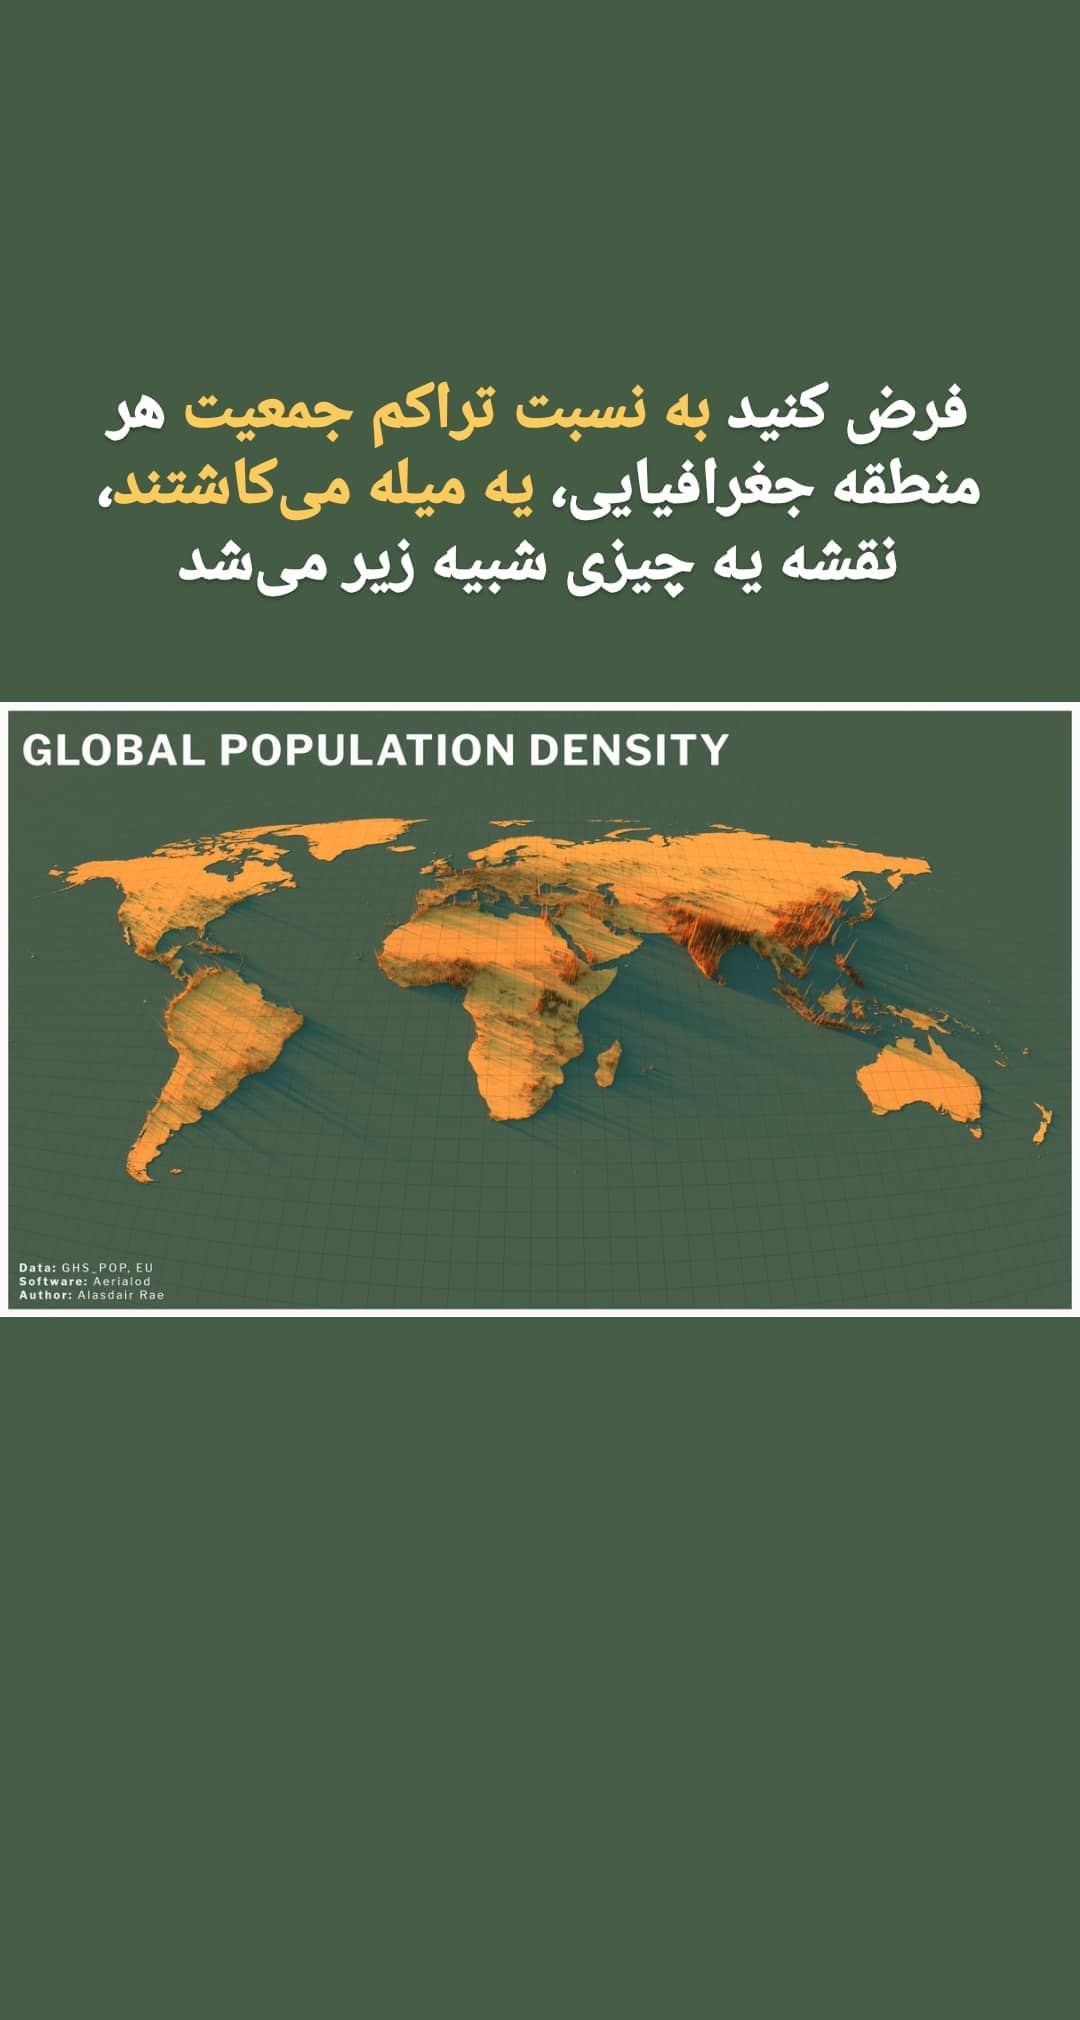 فرض کنید به نسبت تراکم جمعیت هر
منطقه جغرافیایی، یه میله می‌کاشتند،
نقشه یه چیزی شبیه زیر می‌شد
GLOBAL POPULATION DENSITY
Data: GHS_POP, EU
Software: Aerialod
Author: Alasdair Rae